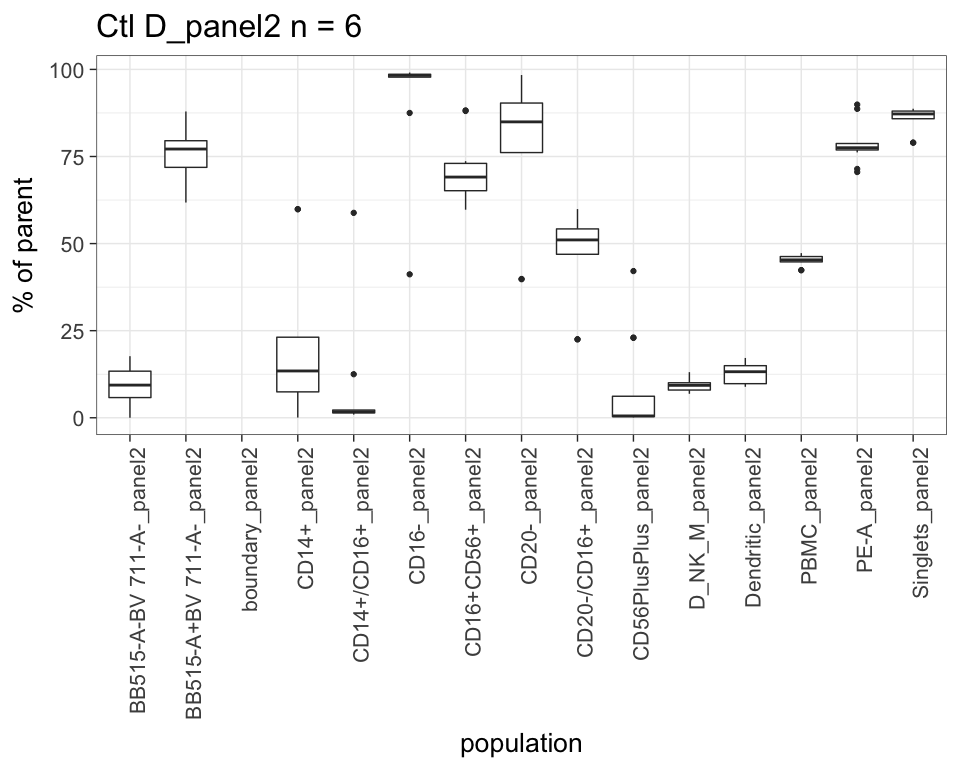 Ctl D_panel2 n = 6
% of parent
100
75
50
25
0
BB515-A-BV 711-A-_panel2
BB515-A+BV 711-A-_panel2
boundary_panel2
CD14+_panel2
CD14+/CD16+_panel2
CD16-_panel2
CD16+CD56+_panel2
CD20-_panel2
CD20-/CD16+_panel2
CD56PlusPlus_panel2
D_NK_M_panel2
Dendritic_panel2
PBMC_panel2
PE-A_panel2
Singlets_panel2
population